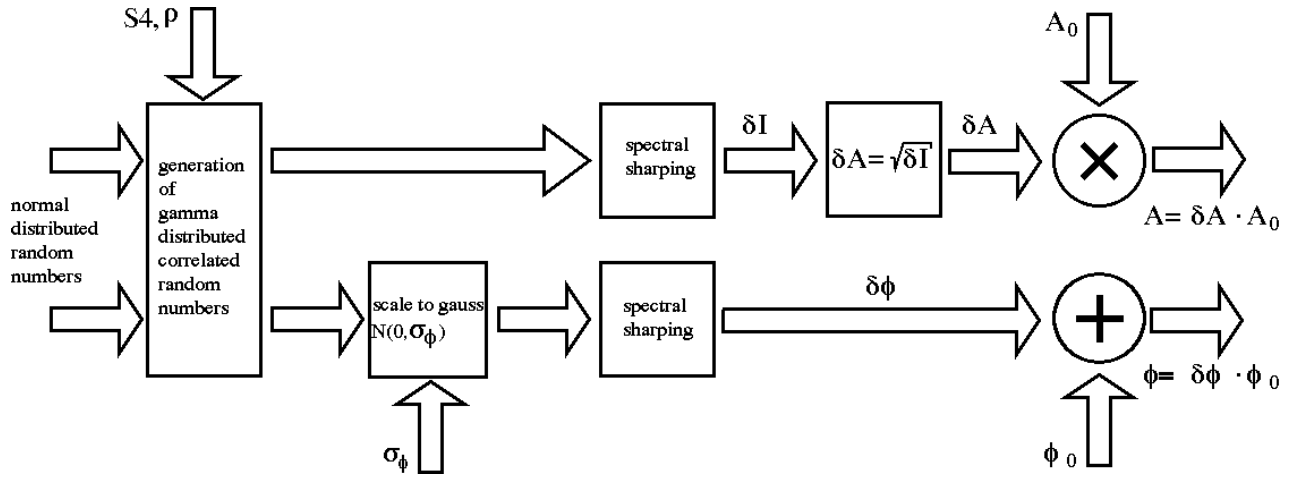 S4, ρ
A₀
normal
distributed
random
numbers
generation
of
gamma
distributed
correlated
random
numbers
spectral
sharping
δI
δA=√δI
δA
×
A= δA · A₀
scale to gauss
N(0,σϕ)
spectral
sharping
δϕ
+
ϕ= δϕ · ϕ₀
σϕ
ϕ₀